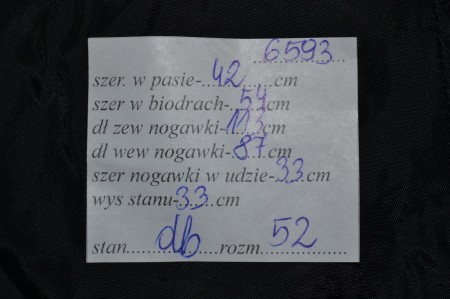 6593
szer. w pasie-42cm
szer w biodrach-54cm
dł zew nogawki-113cm
dł wew nogawki-87cm
szer nogawki w udzie-33cm
wys stanu-33cm
stan db rozm. 52